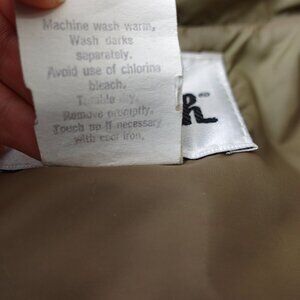 Machine wash warm.
Wash darks
separately.
Avoid use of chlorine
bleach.
Tumble dry.
Remove promptly.
Touch up if necessary
with cool iron.
h